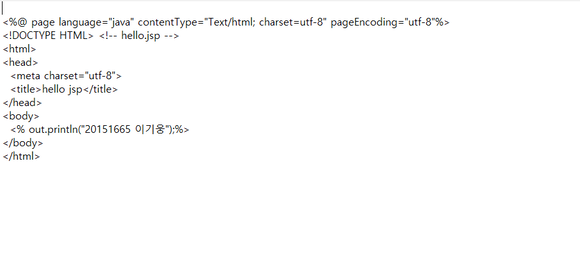 <%@ page language="java" contentType="Text/html; charset=utf-8" pageEncoding="utf-8"%>
<!DOCTYPE HTML> <!-- hello.jsp -->
<html>
<head>
<meta charset="utf-8">
<title>hello jsp</title>
</head>
<body>
<% out.println("20151665 이기웅");%>
</body>
</html>